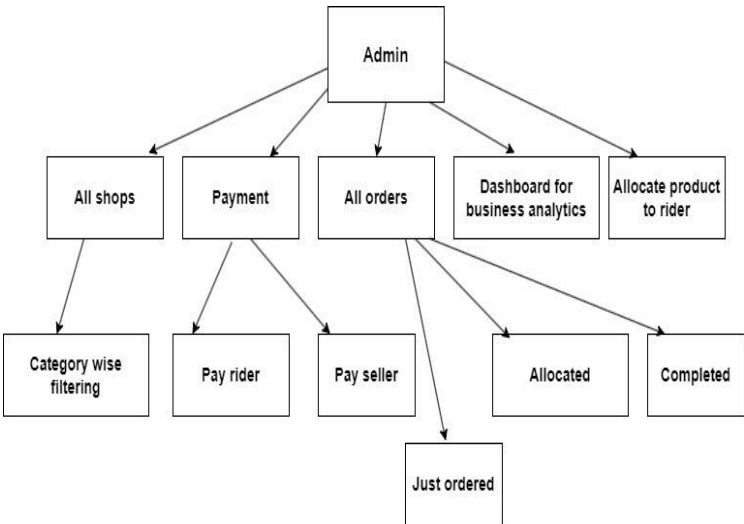 Admin
All shops
Payment
All orders
Dashboard for
business analytics
Allocate product
to rider
Category wise
filtering
Pay rider
Pay seller
Allocated
Completed
Just ordered